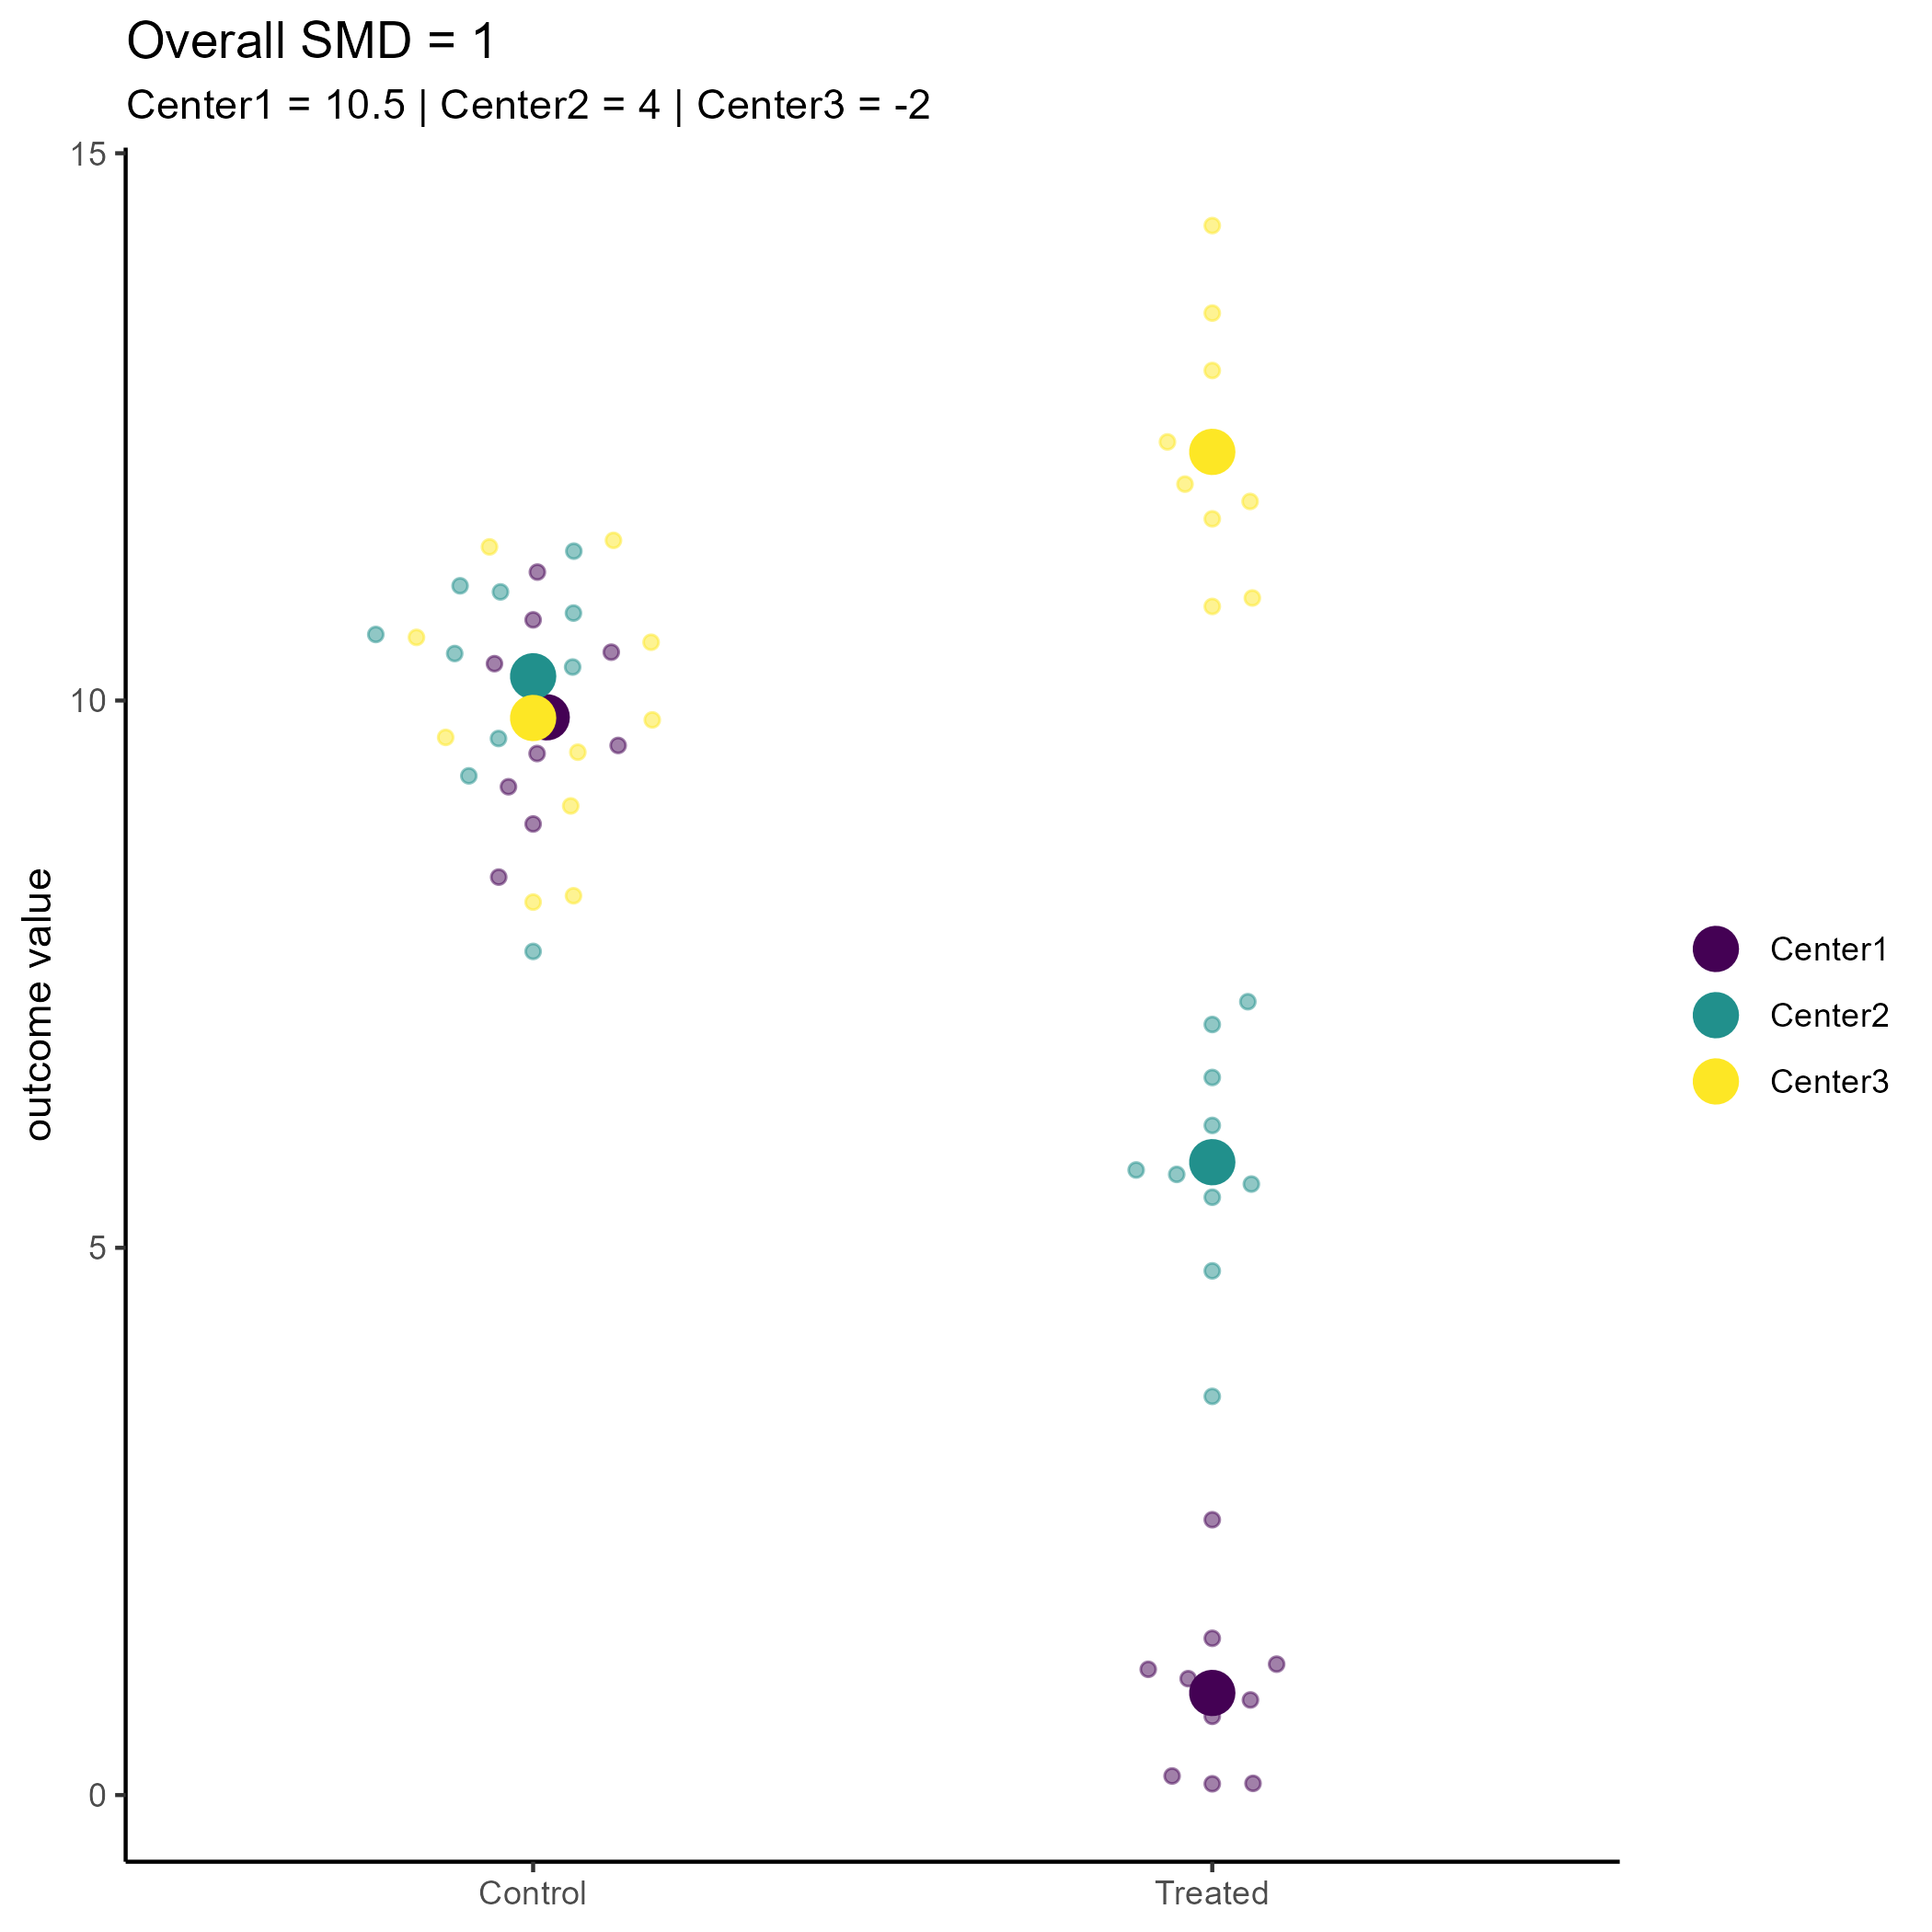 Overall SMD = 1
Center1 = 10.5 | Center2 = 4 | Center3 = -2
15
10
5
0
outcome value
Control
Treated
Center1
Center2
Center3